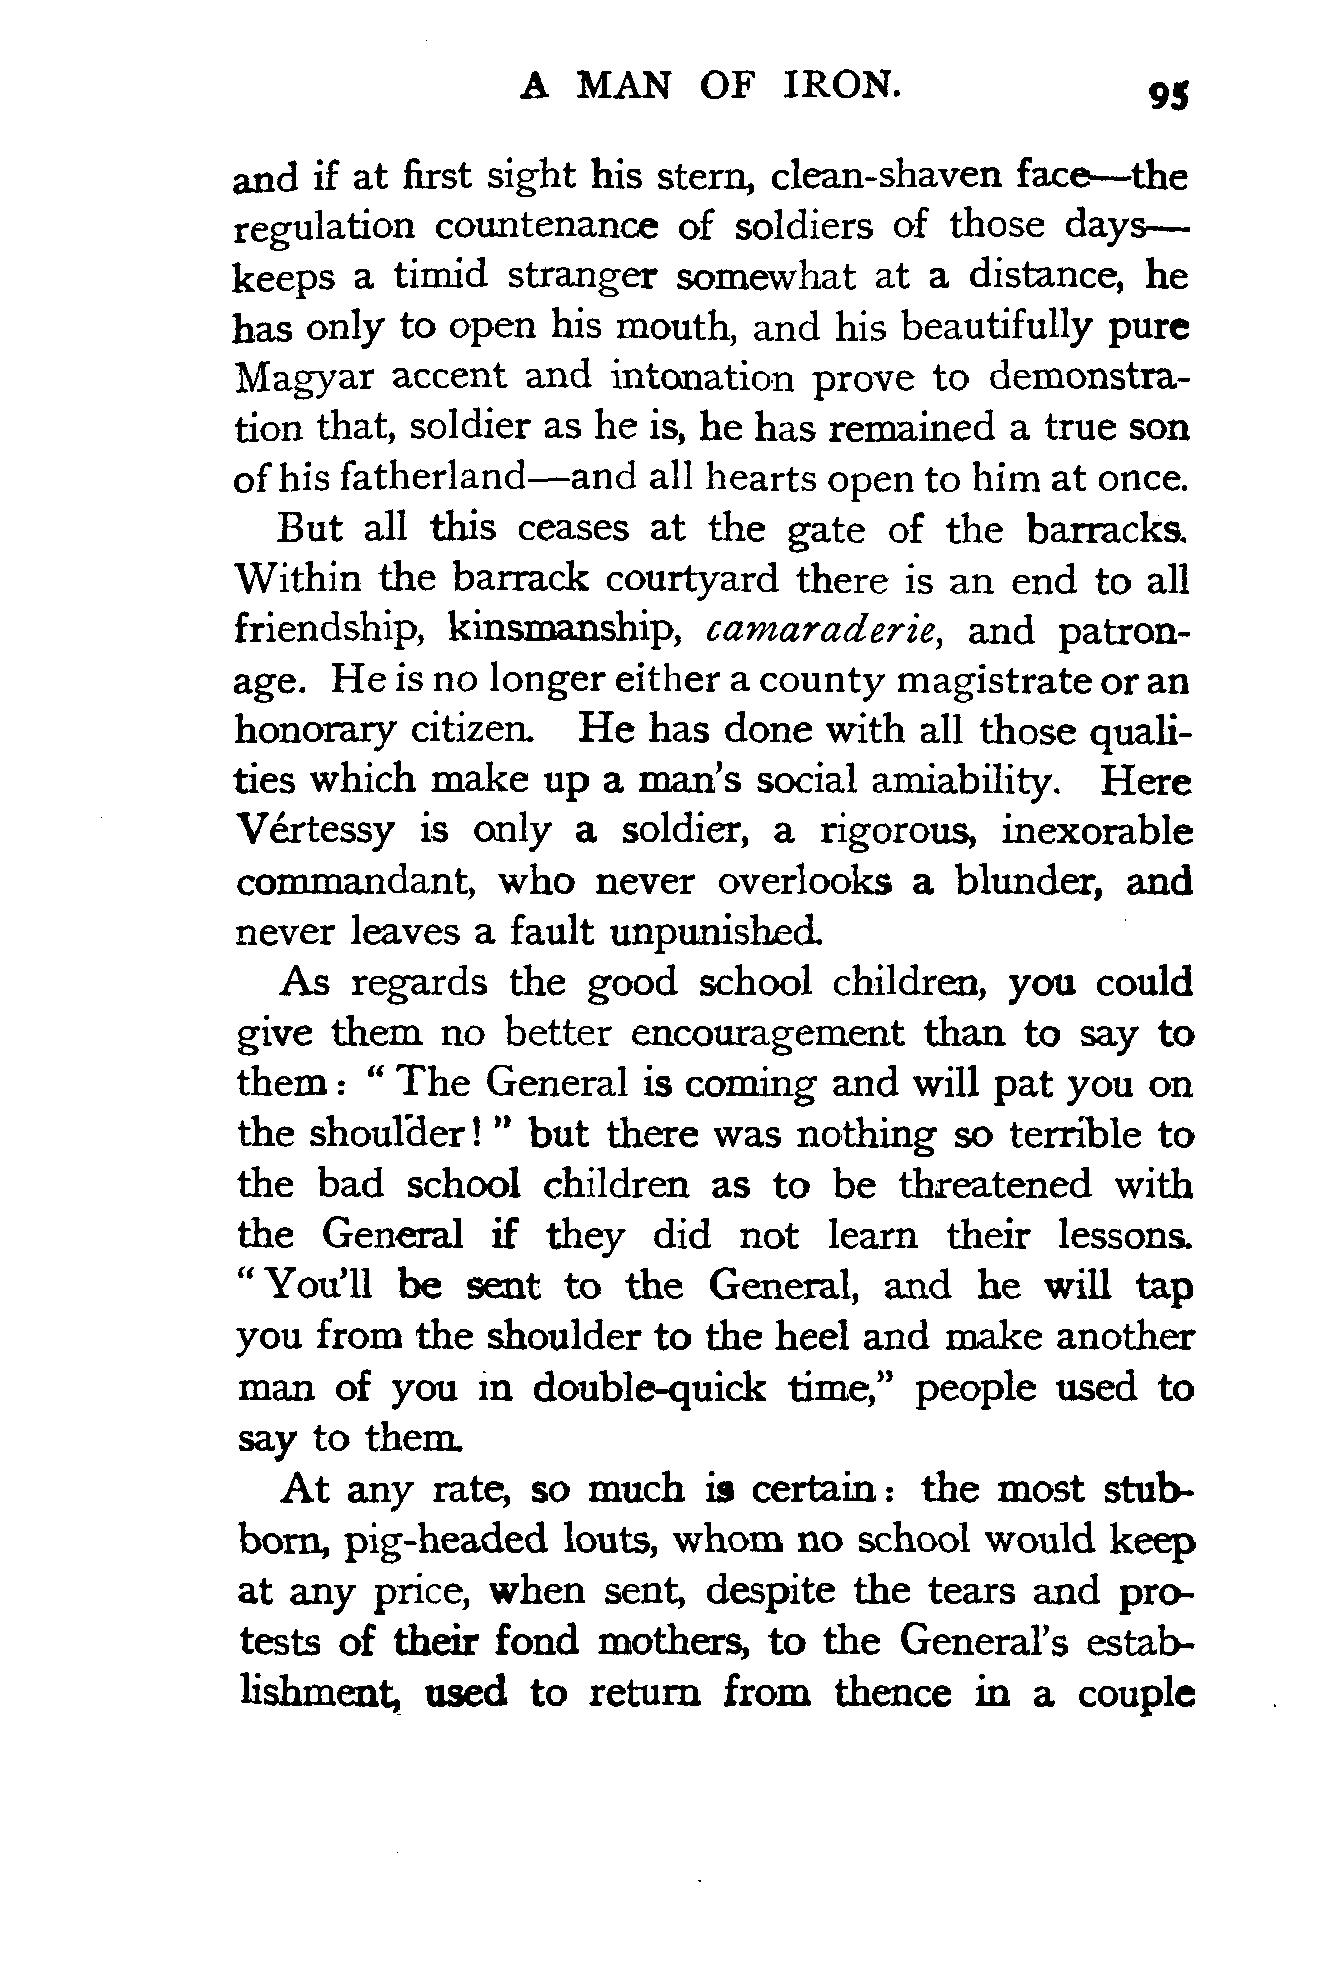 A MAN OF IRON. 95
and if at first sight his stern, clean-shaven face—the
regulation countenance of soldiers of those days—
keeps a timid stranger somewhat at a distance, he
has only to open his mouth, and his beautifully pure
Magyar accent and intonation prove to demonstra-
tion that, soldier as he is, he has remained a true son
of his fatherland—and all hearts open to him at once.
But all this ceases at the gate of the barracks.
Within the barrack courtyard there is an end to all
friendship, kinsmanship, camaraderie, and patron-
age. He is no longer either a county magistrate or an
honorary citizen. He has done with all those quali-
ties which make up a man's social amiability. Here
Vértessy is only a soldier, a rigorous, inexorable
commandant, who never overlooks a blunder, and
never leaves a fault unpunished.
As regards the good school children, you could
give them no better encouragement than to say to
them: "The General is coming and will pat you on
the shoulder!" but there was nothing so terrible to
the bad school children as to be threatened with
the General if they did not learn their lessons.
"You'll be sent to the General, and he will tap
you from the shoulder to the heel and make another
man of you in double-quick time," people used to
say to them.
At any rate, so much is certain: the most stub-
born, pig-headed louts, whom no school would keep
at any price, when sent, despite the tears and pro-
tests of their fond mothers, to the General's estab-
lishment, used to return from thence in a couple